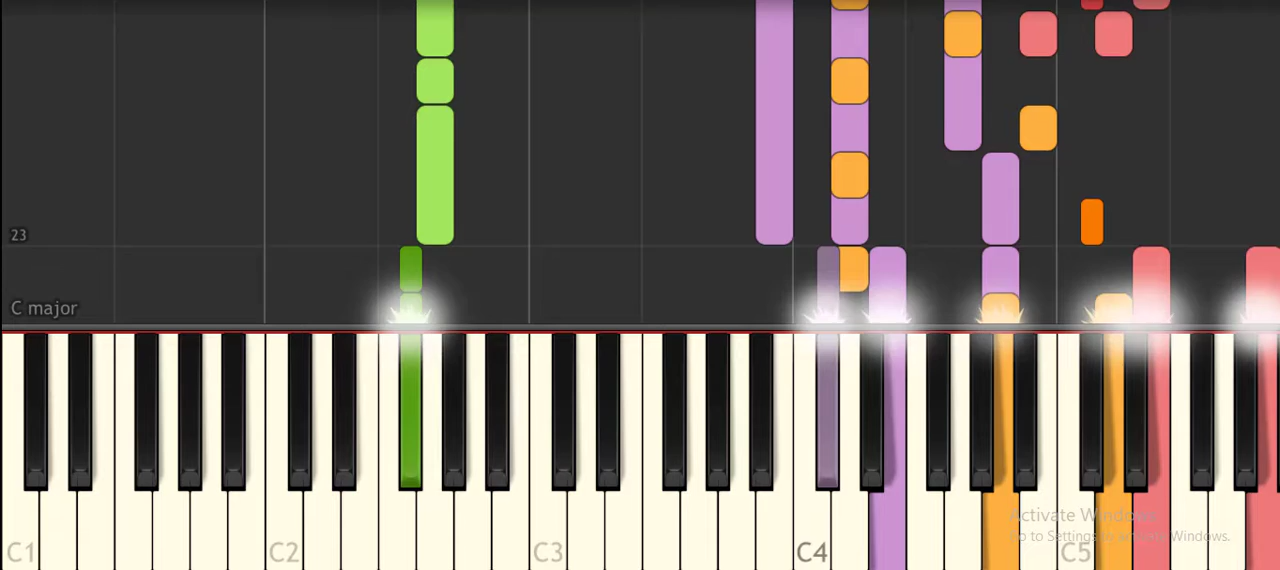 23
C major
C1
C2
C3
C4
C5
Activate Windows
Go to Settings to activate Windows.